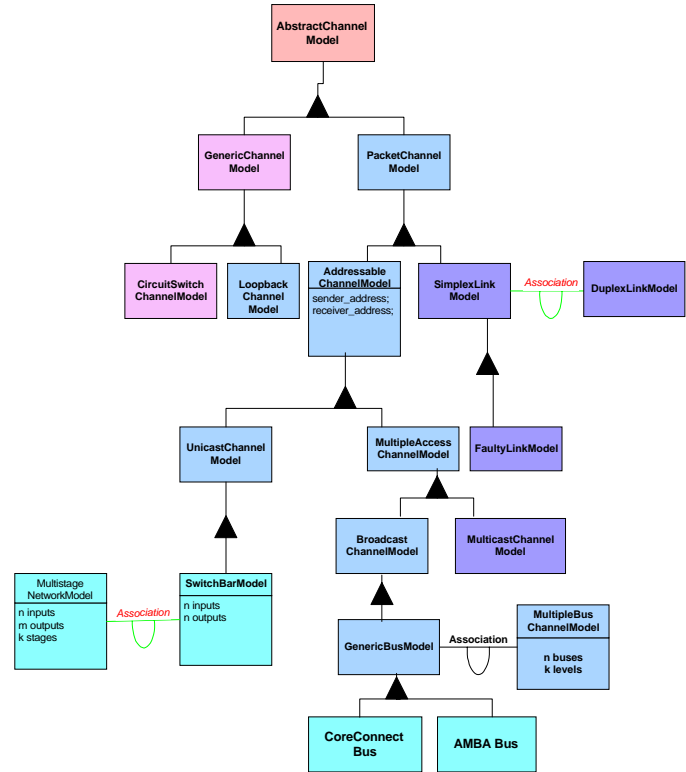 AbstractChannel
Model
GenericChannel
Model
PacketChannel
Model
CircuitSwitch
ChannelModel
Loopback
Channel
Model
Addressable
ChannelModel
sender_address;
receiver_address;
SimplexLink
Model
Association
DuplexLinkModel
UnicastChannel
Model
MultipleAccess
ChannelModel
FaultyLinkModel
Broadcast
ChannelModel
MulticastChannel
Model
Multistage
NetworkModel
n inputs
m outputs
k stages
Association
SwitchBarModel
n inputs
n outputs
GenericBusModel
Association
MultipleBus
ChannelModel
n buses
k levels
CoreConnect
Bus
AMBA Bus